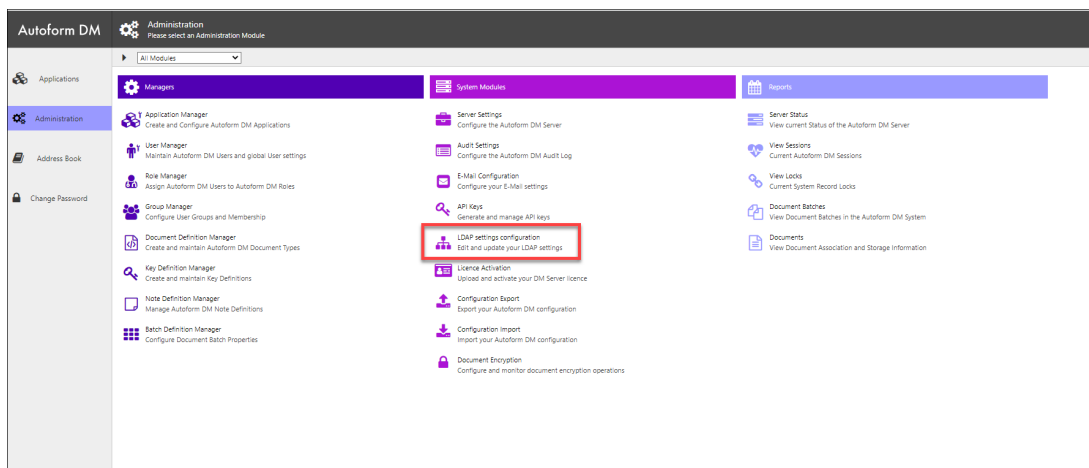 Autoform DM
Administration
Please select an Administration Module
All Modules
Applications
Administration
Address Book
Change Password
Managers
Application Manager
Create and Configure Autoform DM Applications
User Manager
Maintain Autoform DM Users and global User settings
Role Manager
Assign Autoform DM Users to Autoform DM Roles
Group Manager
Configure User Groups and Membership
Document Definition Manager
Create and maintain Autoform DM Document Types
Key Definition Manager
Create and maintain Key Definitions
Note Definition Manager
Manage Autoform DM Note Definitions
Batch Definition Manager
Configure Document Batch Properties
System Modules
Server Settings
Configure the Autoform DM Server
Audit Settings
Configure the Autoform DM Audit Log
E-Mail Configuration
Configure your E-Mail settings
API Keys
Generate and manage API keys
LDAP settings configuration
Edit and update your LDAP settings
Licence Activation
Upload and activate your DM Server licence
Configuration Export
Export your Autoform DM configuration
Configuration Import
Import your Autoform DM configuration
Document Encryption
Configure and monitor document encryption operations
Reports
Server Status
View current Status of the Autoform DM Server
View Sessions
Current Autoform DM Sessions
View Locks
Current System Record Locks
Document Batches
View Document Batches in the Autoform DM System
Documents
View Document Association and Storage Information